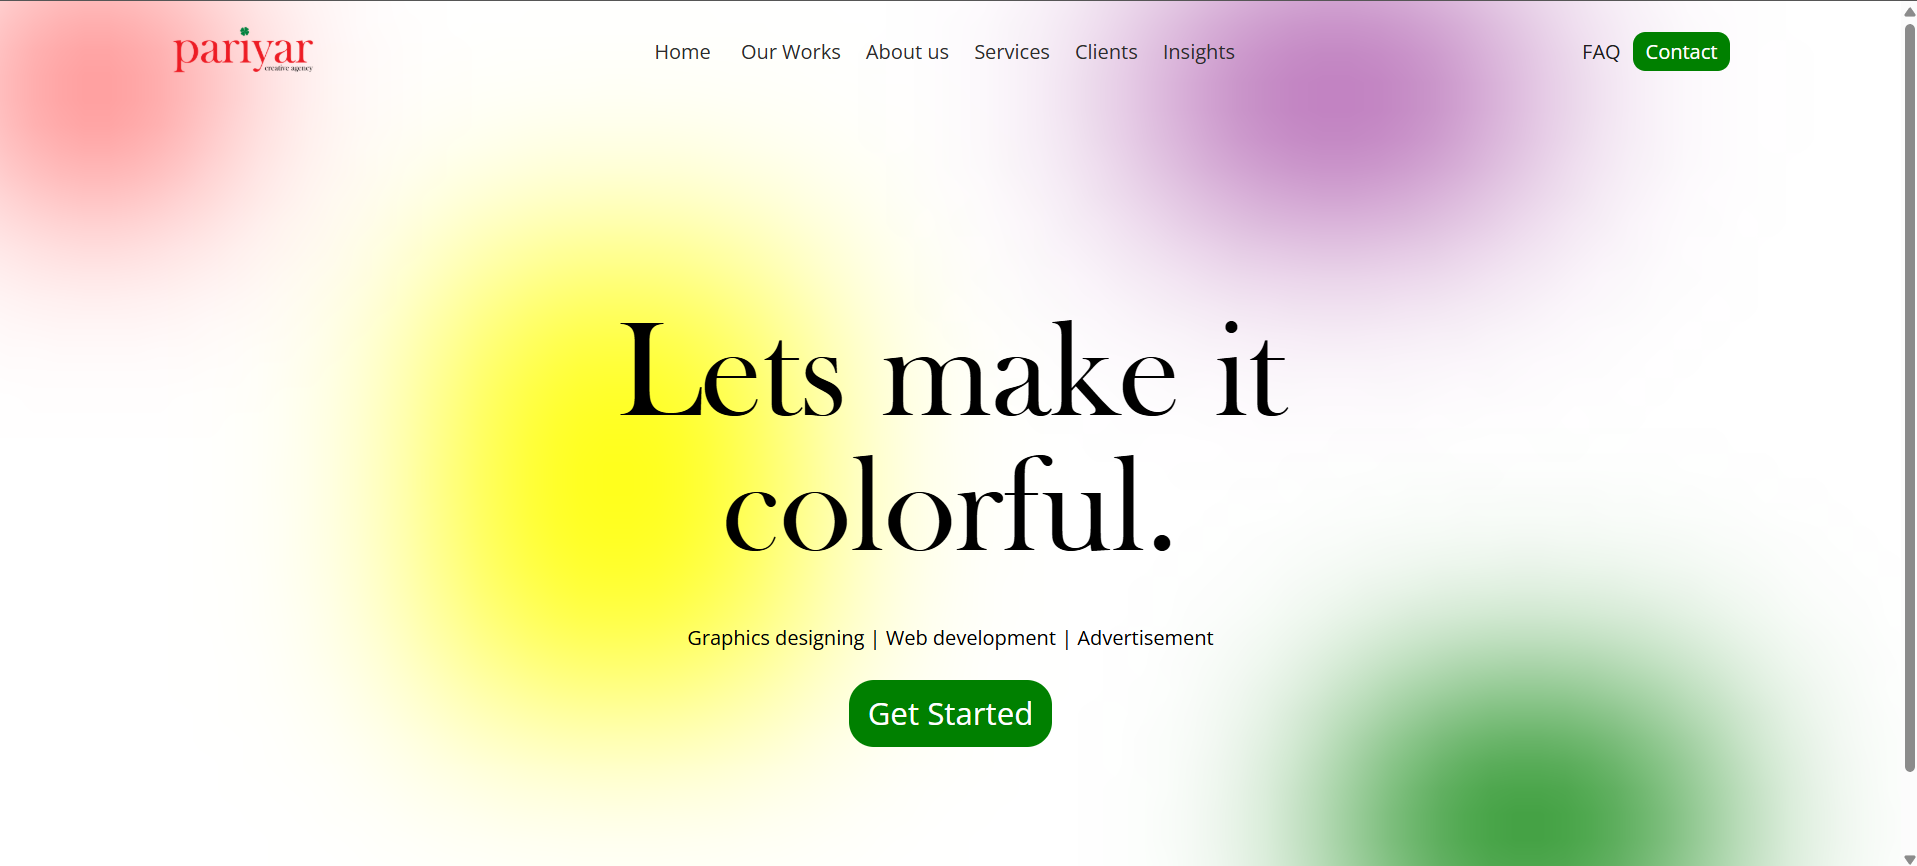 pariyar
creative agency
Home Our Works About us Services Clients Insights
FAQ Contact
Lets make it
colorful.
Graphics designing | Web development | Advertisement
Get Started